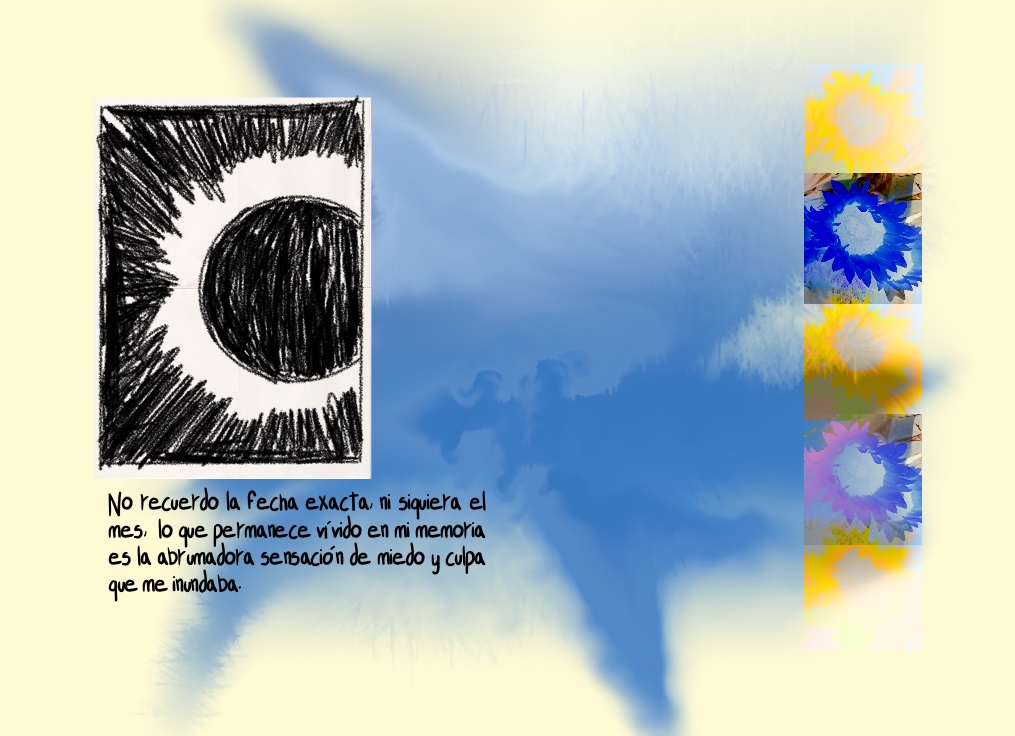 No recuerdo la fecha exacta, ni siquiera el
mes, lo que permanece vívido en mi memoria
es la abrumadora sensación de miedo y culpa
que me inundaba.